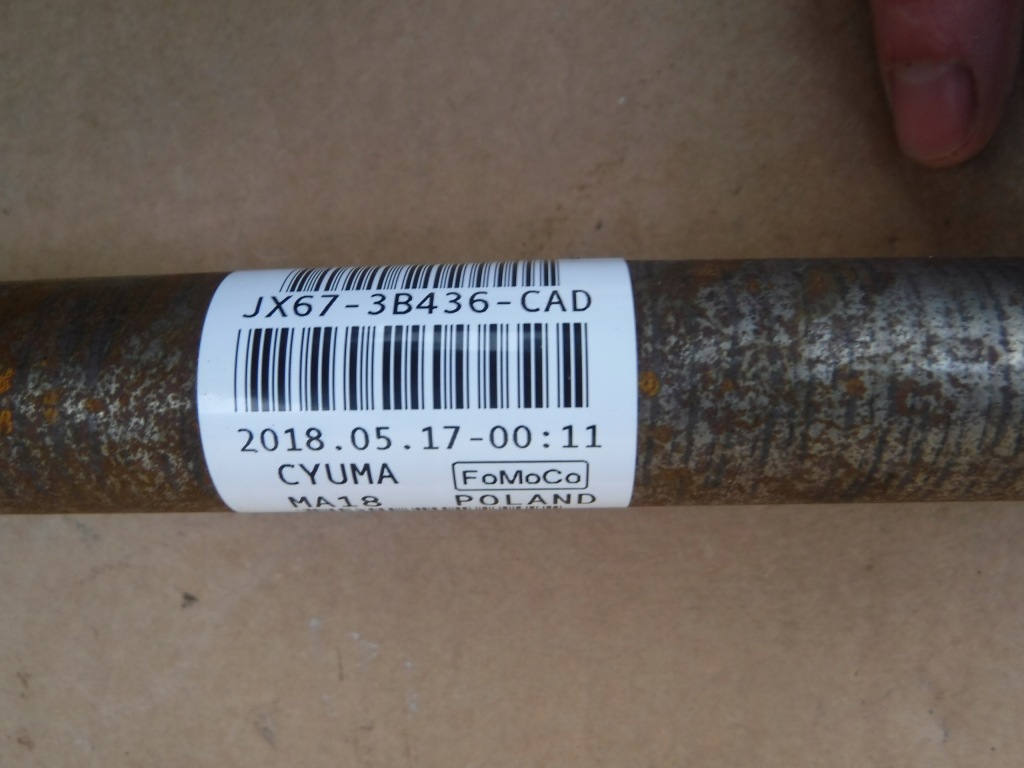 JX67-3B436-CAD
2018.05.17-00:11
CYUMA FoMoCo
MA18 POLAND